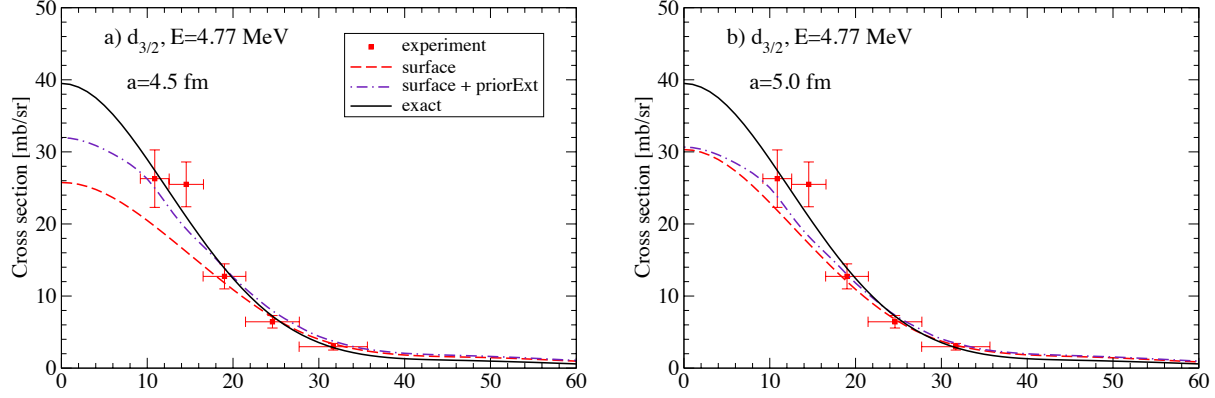 a) d3/2, E=4.77 MeV
a=4.5 fm
experiment
surface
surface + priorExt
exact
Cross section [mb/sr]
50
40
30
20
10
0
0 10 20 30 40 50 60
b) d3/2, E=4.77 MeV
a=5.0 fm
Cross section [mb/sr]
50
40
30
20
10
0
0 10 20 30 40 50 60